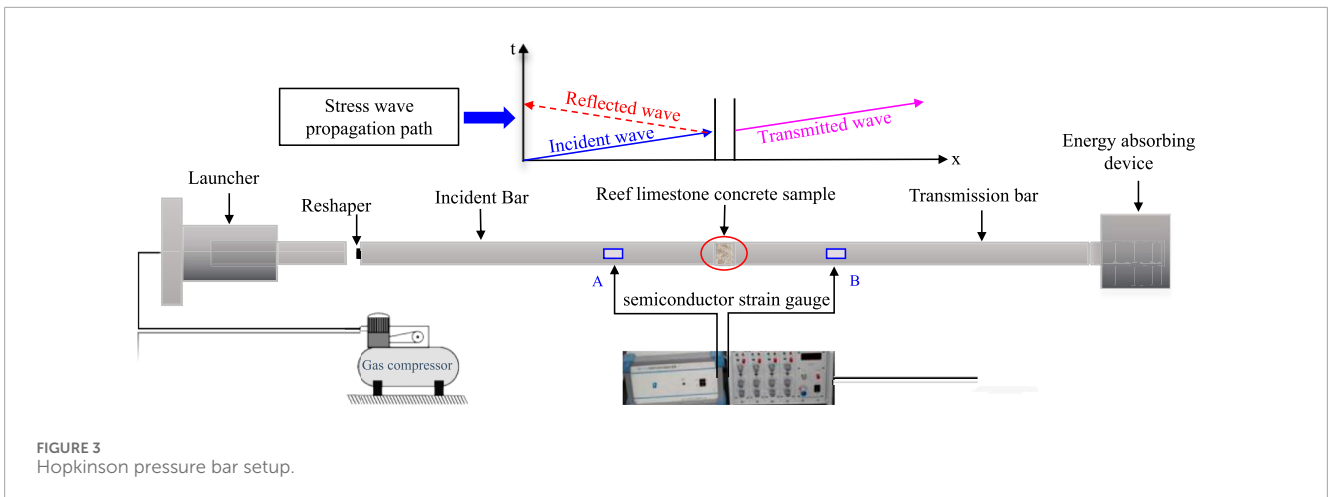 t
Stress wave
propagation path
Reflected wave
Incident wave
Transmitted wave
x
Energy absorbing
device
Launcher
Reshaper
Incident Bar
Reef limestone concrete sample
Transmission bar
A
B
semiconductor strain gauge
Gas compressor
FIGURE 3
Hopkinson pressure bar setup.